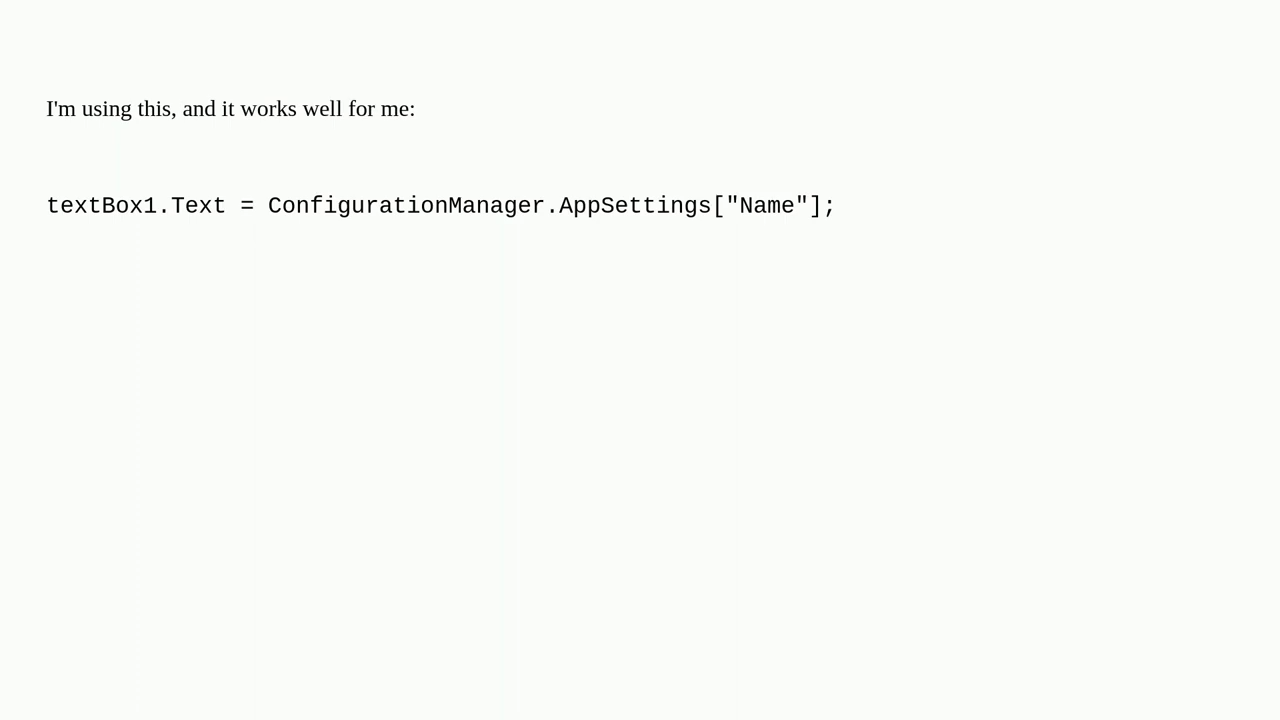 I'm using this, and it works well for me:
textBox1.Text = ConfigurationManager.AppSettings["Name"];